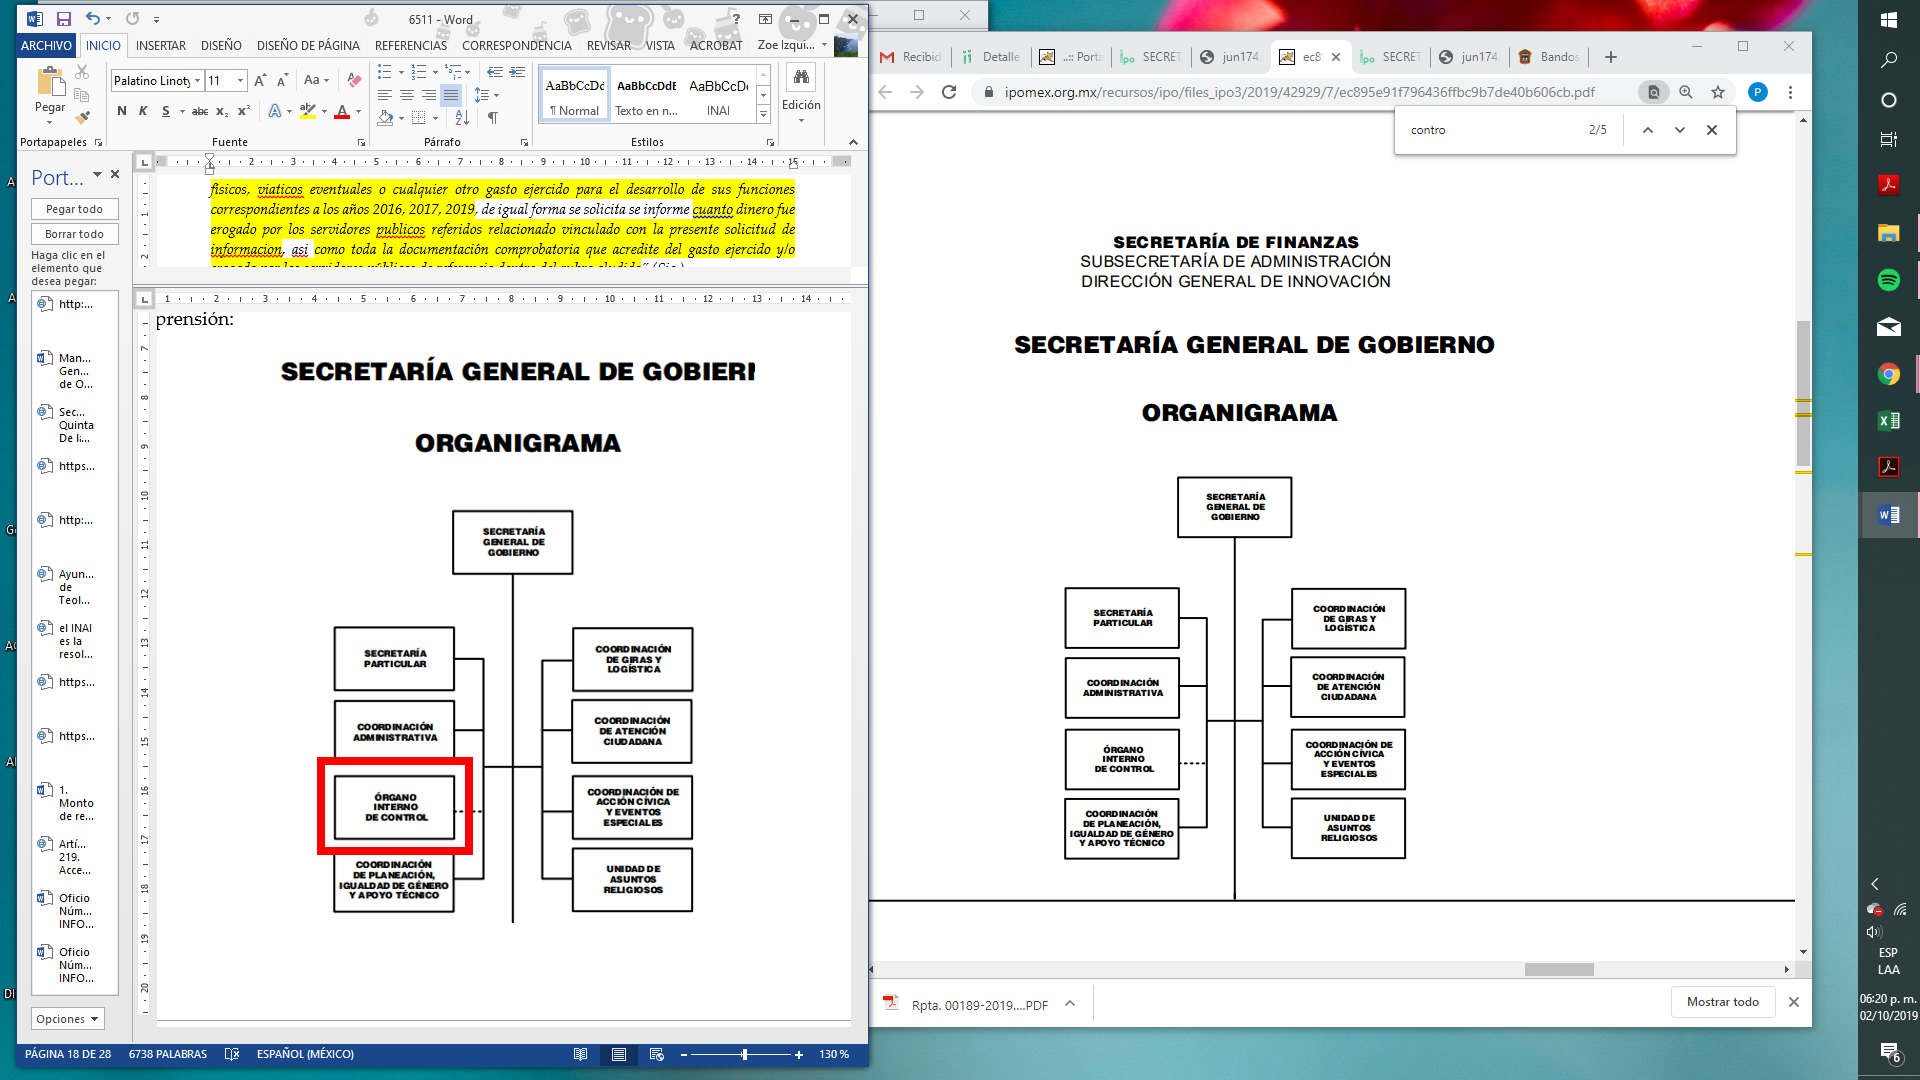 6511 - Word
ARCHIVO INICIO INSERTAR DISEÑO DISEÑO DE PÁGINA REFERENCIAS CORRESPONDENCIA REVISAR VISTA ACROBAT Zoe Izqui...
Palatino Linoty 11
Pegar
N K S abc x₂ x²
AaBbCcDc AaBbCcDdE AaBbCcDc
¶ Normal Texto en n... INAI
Edición
Portapapeles Fuente Párrafo Estilos
Port...
Pegar todo
Borrar todo
Haga clic en el
elemento que
desea pegar:
http:...
Man...
Gen...
de O...
Sec...
Quinta
https...
http:...
Ayun...
de
Teol...
el INAI
es la
resol...
https...
https...
1.
Monto
de re...
Artí...
219.
Acce...
Oficio
Núm...
INFO...
Oficio
Núm...
INFO...
Opciones
físicos, viaticos eventuales o cualquier otro gasto ejercido para el desarrollo de sus funciones
correspondientes a los años 2016, 2017, 2019, de igual forma se solicita se informe cuanto dinero fue
erogado por los servidores publicos referidos relacionado vinculado con la presente solicitud de
informacion, asi como toda la documentación comprobatoria que acredite del gasto ejercido y/o
prensión:
SECRETARÍA GENERAL DE GOBIERN
ORGANIGRAMA
SECRETARÍA
GENERAL DE
GOBIERNO
SECRETARÍA
PARTICULAR
COORDINACIÓN
DE GIRAS Y
LOGÍSTICA
COORDINACIÓN
ADMINISTRATIVA
COORDINACIÓN
DE ATENCIÓN
CIUDADANA
ÓRGANO
INTERNO
DE CONTROL
COORDINACIÓN DE
ACCIÓN CÍVICA
Y EVENTOS
ESPECIALES
COORDINACIÓN
DE PLANEACIÓN,
IGUALDAD DE GÉNERO
Y APOYO TÉCNICO
UNIDAD DE
ASUNTOS
RELIGIOSOS
PÁGINA 18 DE 28 6738 PALABRAS ESPAÑOL (MÉXICO) 130 %
Recibid Detalle ..:: Porta SECRET jun174 ec89 SECRET jun174 Bandos
ipomex.org.mx/recursos/ipo/files_ipo3/2019/42929/7/ec895e91f796436ffbc9b7de40b606cb.pdf
P
contro 2/5
SECRETARÍA DE FINANZAS
SUBSECRETARÍA DE ADMINISTRACIÓN
DIRECCIÓN GENERAL DE INNOVACIÓN
SECRETARÍA GENERAL DE GOBIERNO
ORGANIGRAMA
SECRETARÍA
GENERAL DE
GOBIERNO
SECRETARÍA
PARTICULAR
COORDINACIÓN
DE GIRAS Y
LOGÍSTICA
COORDINACIÓN
ADMINISTRATIVA
COORDINACIÓN
DE ATENCIÓN
CIUDADANA
ÓRGANO
INTERNO
DE CONTROL
COORDINACIÓN DE
ACCIÓN CÍVICA
Y EVENTOS
ESPECIALES
COORDINACIÓN
DE PLANEACIÓN,
IGUALDAD DE GÉNERO
Y APOYO TÉCNICO
UNIDAD DE
ASUNTOS
RELIGIOSOS
Rpta. 00189-2019....PDF
Mostrar todo
ESP
LAA
06:20 p. m.
02/10/2019
6